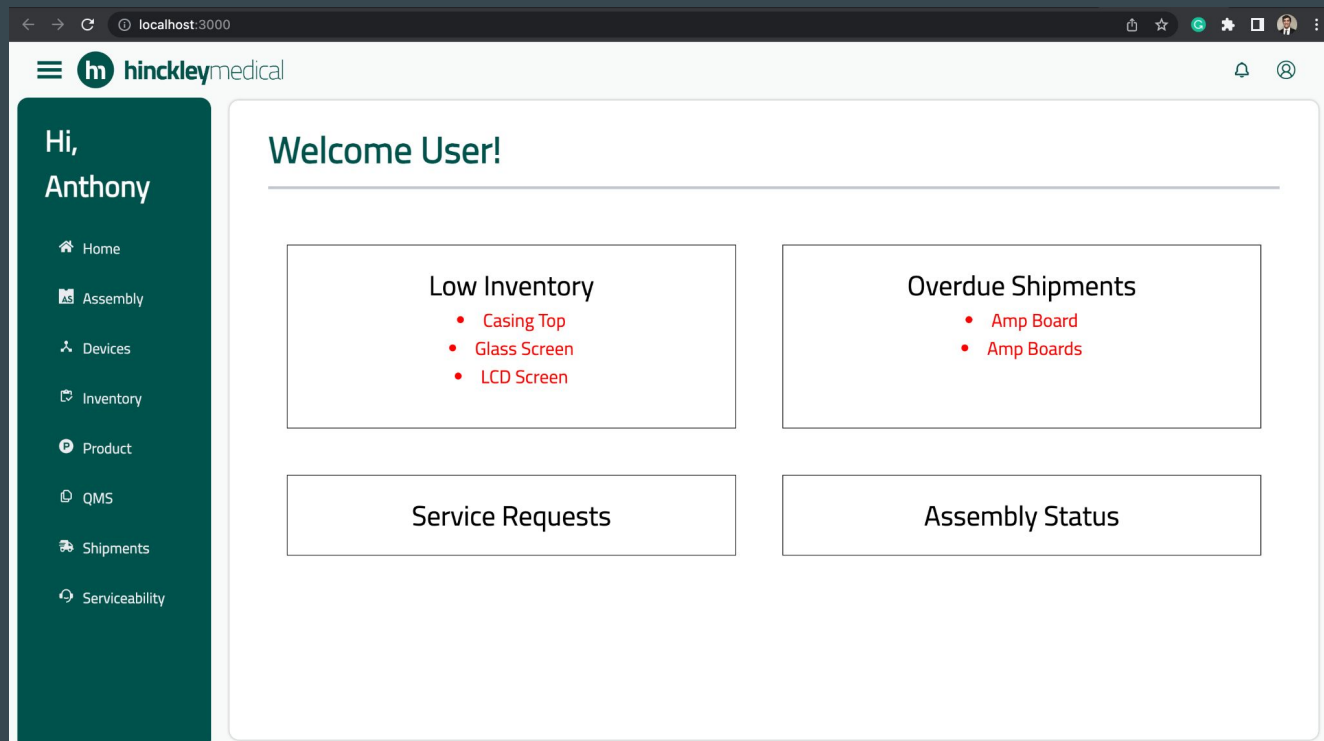 localhost:3000
hinckleymedical
Hi,
Anthony
Home
Assembly
Devices
Inventory
Product
QMS
Shipments
Serviceability
Welcome User!
Low Inventory
• Casing Top
• Glass Screen
• LCD Screen
Overdue Shipments
• Amp Board
• Amp Boards
Service Requests
Assembly Status